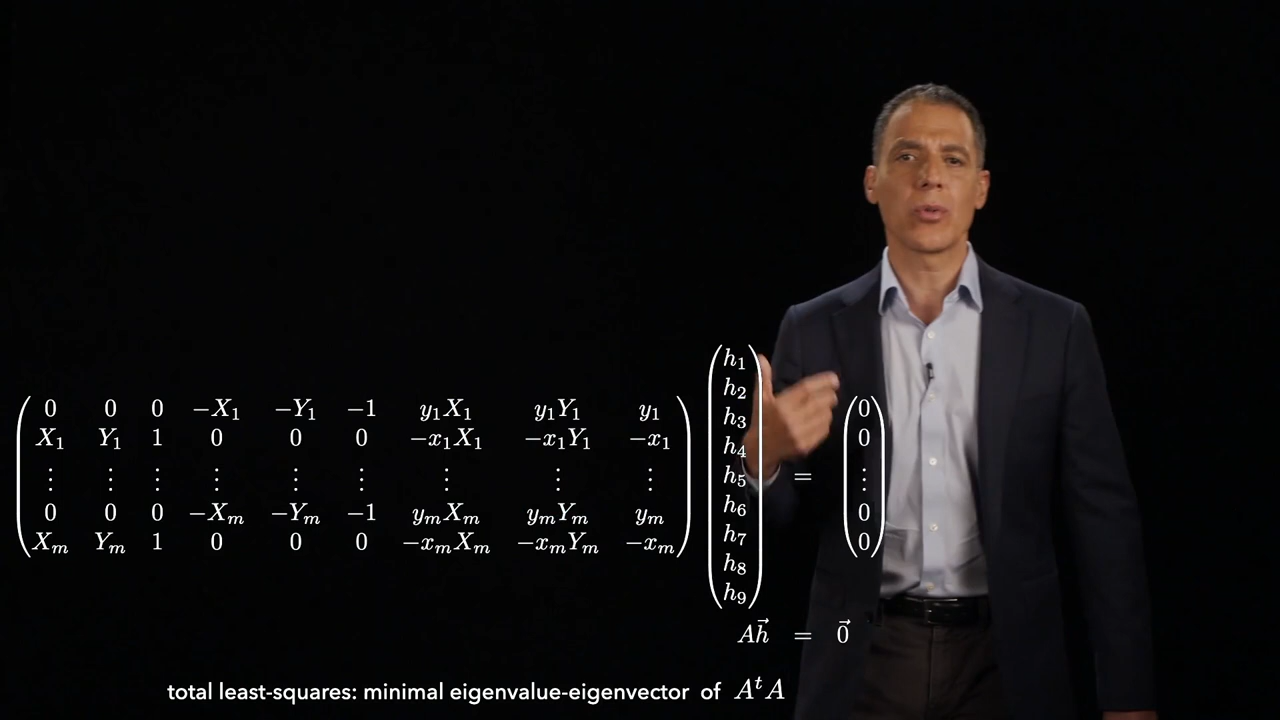 0 0 0 −X₁ −Y₁ −1 y₁X₁ y₁Y₁ y₁
X₁ Y₁ 1 0 0 0 −x₁X₁ −x₁Y₁ −x₁
⋮ ⋮ ⋮ ⋮ ⋮ ⋮ ⋮ ⋮ ⋮
0 0 0 −Xₘ −Yₘ −1 yₘXₘ yₘYₘ yₘ
Xₘ Yₘ 1 0 0 0 −xₘXₘ −xₘYₘ −xₘ
h₁
h₂
h₃
h₄
h₅
h₆
h₇
h₈
h₉
=
0
0
⋮
0
0
Ah⃗ = 0⃗
total least-squares: minimal eigenvalue-eigenvector of AᵗA